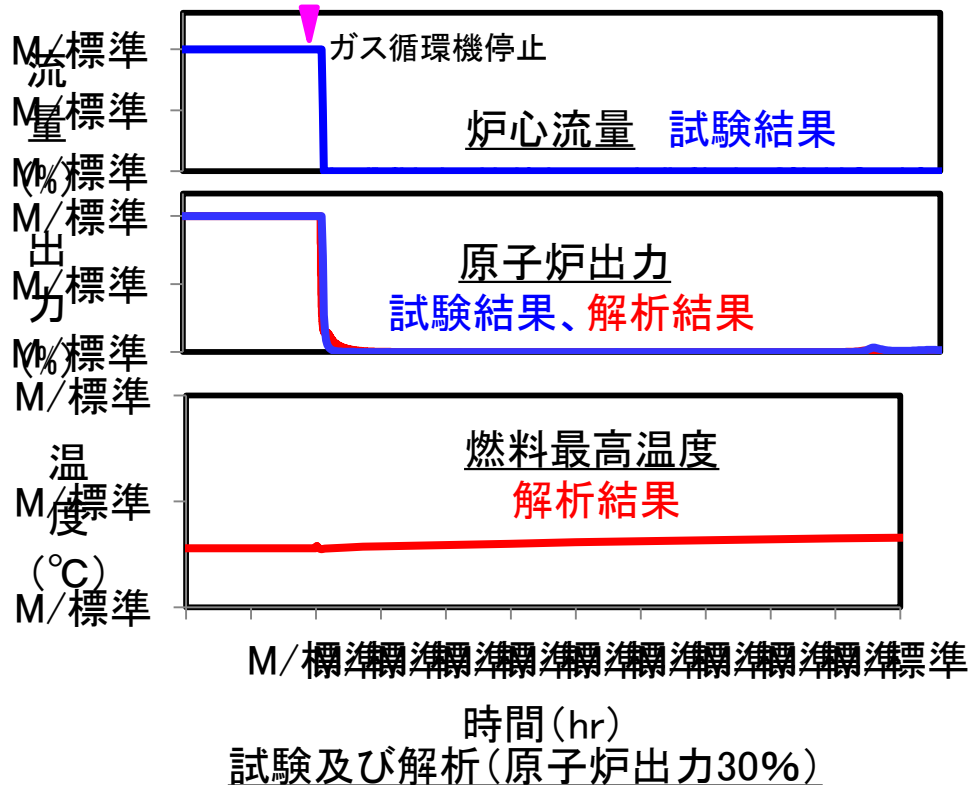 M/標準
ガス循環機停止
流量(%)
M/標準
炉心流量 試験結果
M/標準
M/標準
出力(%)
M/標準
原子炉出力
試験結果、解析結果
M/標準
M/標準
燃料最高温度
解析結果
温度(℃)
M/標準
M/標準
M/標準
時間(hr)
試験及び解析(原子炉出力30%)